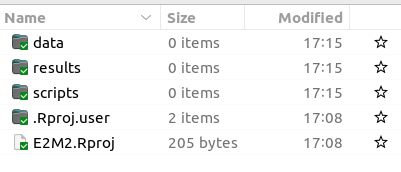 Name Size Modified
data 0 items 17:15
results 0 items 17:15
scripts 0 items 17:15
.Rproj.user 2 items 17:08
E2M2.Rproj 205 bytes 17:08